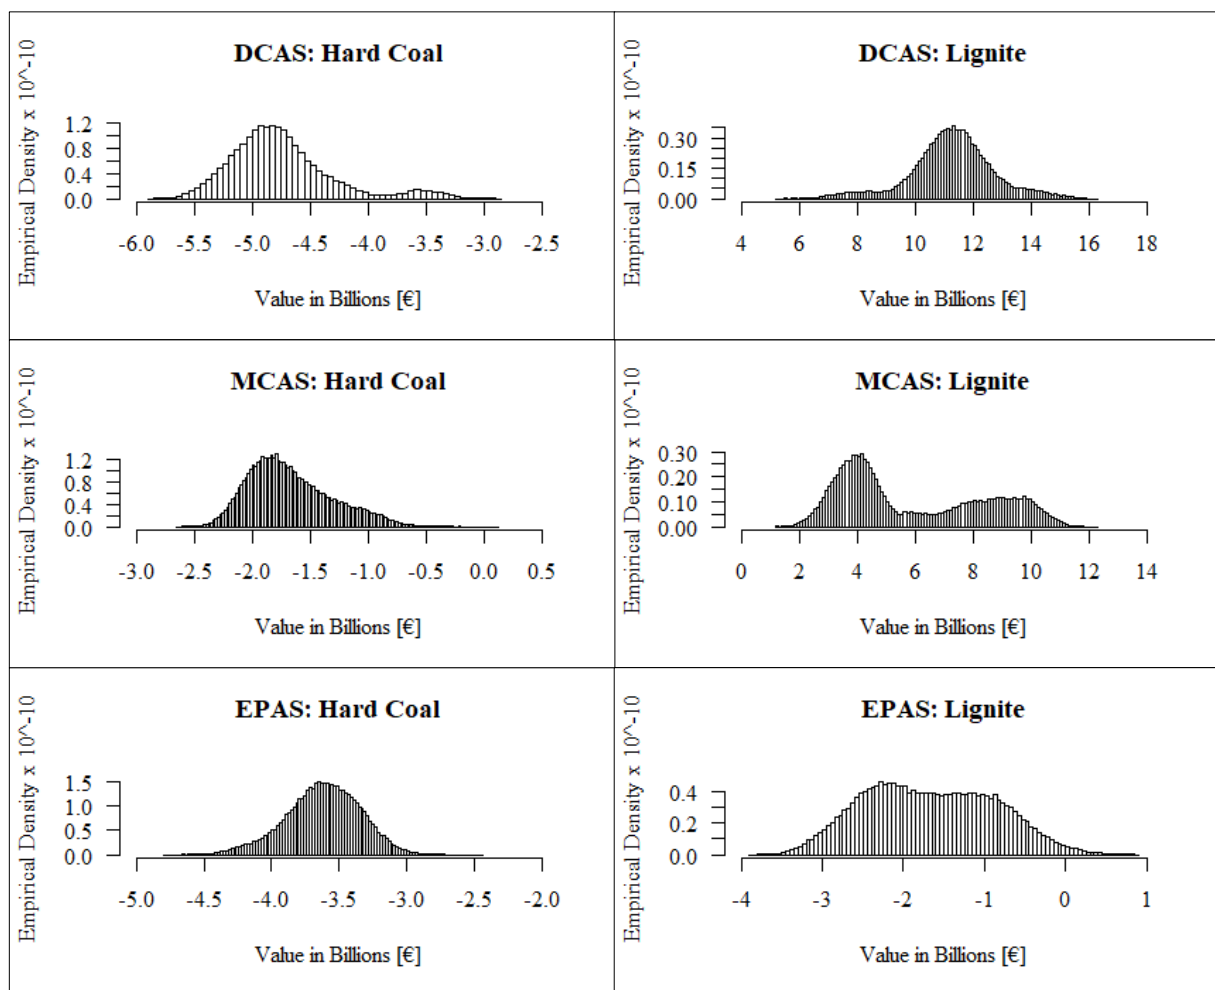 DCAS: Hard Coal
Empirical Density x 10^-10
1.2
0.8
0.4
0.0
-6.0 -5.5 -5.0 -4.5 -4.0 -3.5 -3.0 -2.5
Value in Billions [€]
DCAS: Lignite
Empirical Density x 10^-10
0.30
0.15
0.00
4 6 8 10 12 14 16 18
Value in Billions [€]
MCAS: Hard Coal
Empirical Density x 10^-10
1.2
0.8
0.4
0.0
-3.0 -2.5 -2.0 -1.5 -1.0 -0.5 0.0 0.5
Value in Billions [€]
MCAS: Lignite
Empirical Density x 10^-10
0.30
0.20
0.10
0.00
0 2 4 6 8 10 12 14
Value in Billions [€]
EPAS: Hard Coal
Empirical Density x 10^-10
1.5
1.0
0.5
0.0
-5.0 -4.5 -4.0 -3.5 -3.0 -2.5 -2.0
Value in Billions [€]
EPAS: Lignite
Empirical Density x 10^-10
0.4
0.2
0.0
-4 -3 -2 -1 0 1
Value in Billions [€]